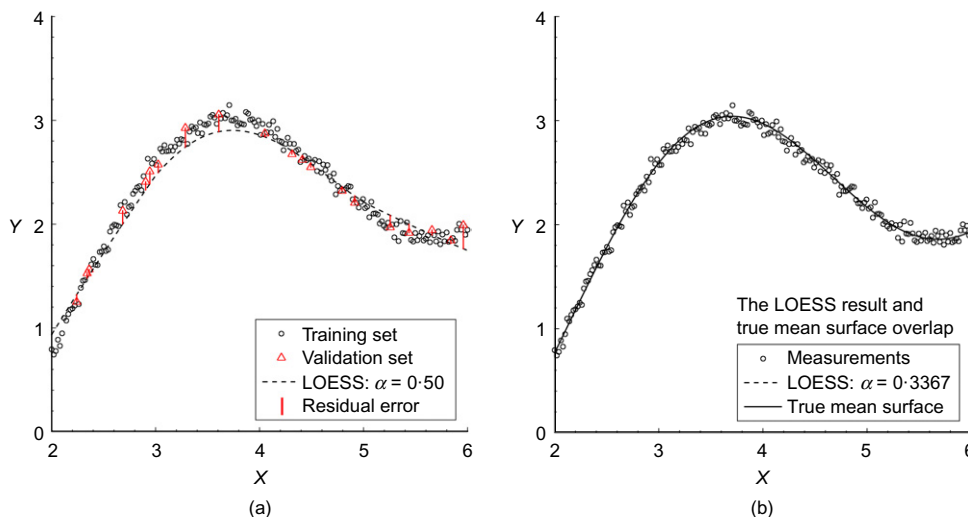 4
3
Y
2
1
0
2
3
4
5
6
X
Training set
Validation set
LOESS: α = 0·50
Residual error
(a)
4
3
Y
2
1
0
2
3
4
5
6
X
The LOESS result and
true mean surface overlap
Measurements
LOESS: α = 0·3367
True mean surface
(b)